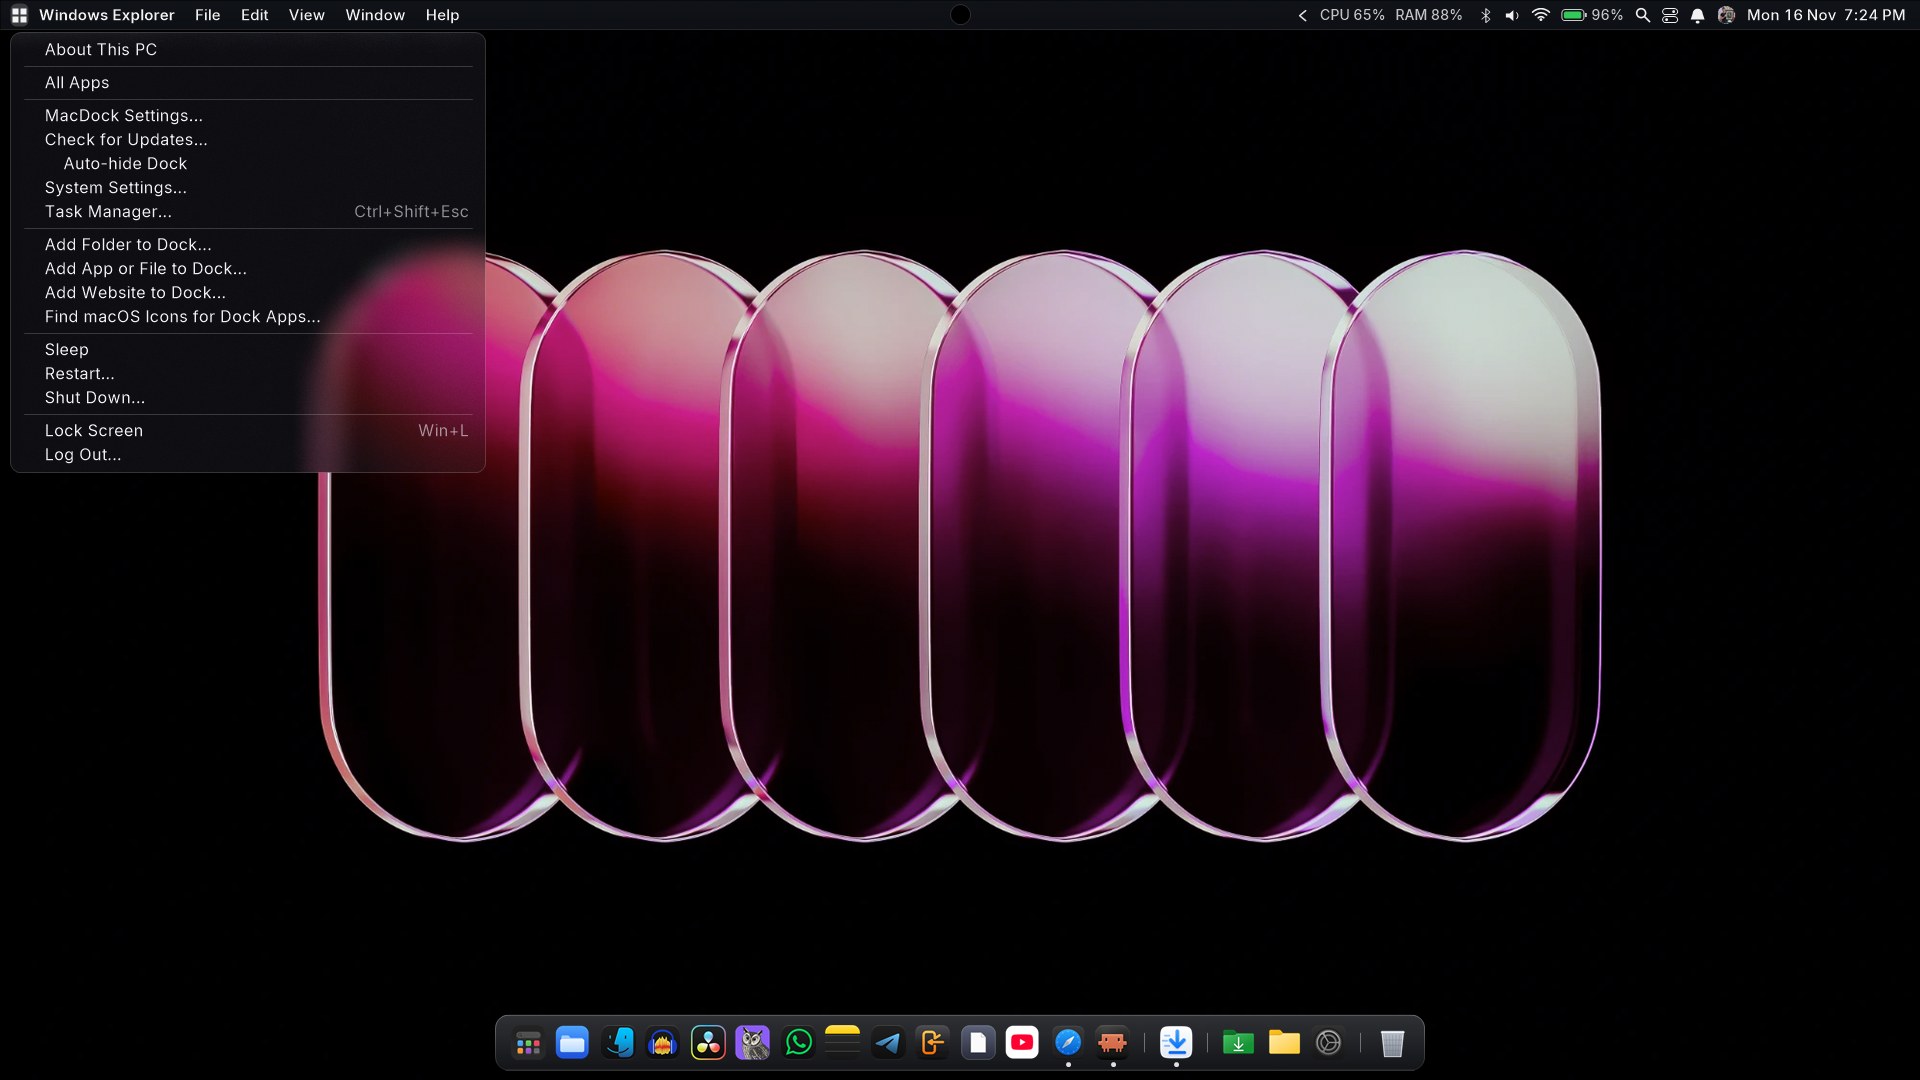 Windows Explorer File Edit View Window Help CPU 65% RAM 88% 96% Mon 16 Nov 7:24 PM
About This PC
All Apps
MacDock Settings...
Check for Updates...
Auto-hide Dock
System Settings...
Task Manager... Ctrl+Shift+Esc
Add Folder to Dock...
Add App or File to Dock...
Add Website to Dock...
Find macOS Icons for Dock Apps...
Sleep
Restart...
Shut Down...
Lock Screen Win+L
Log Out...